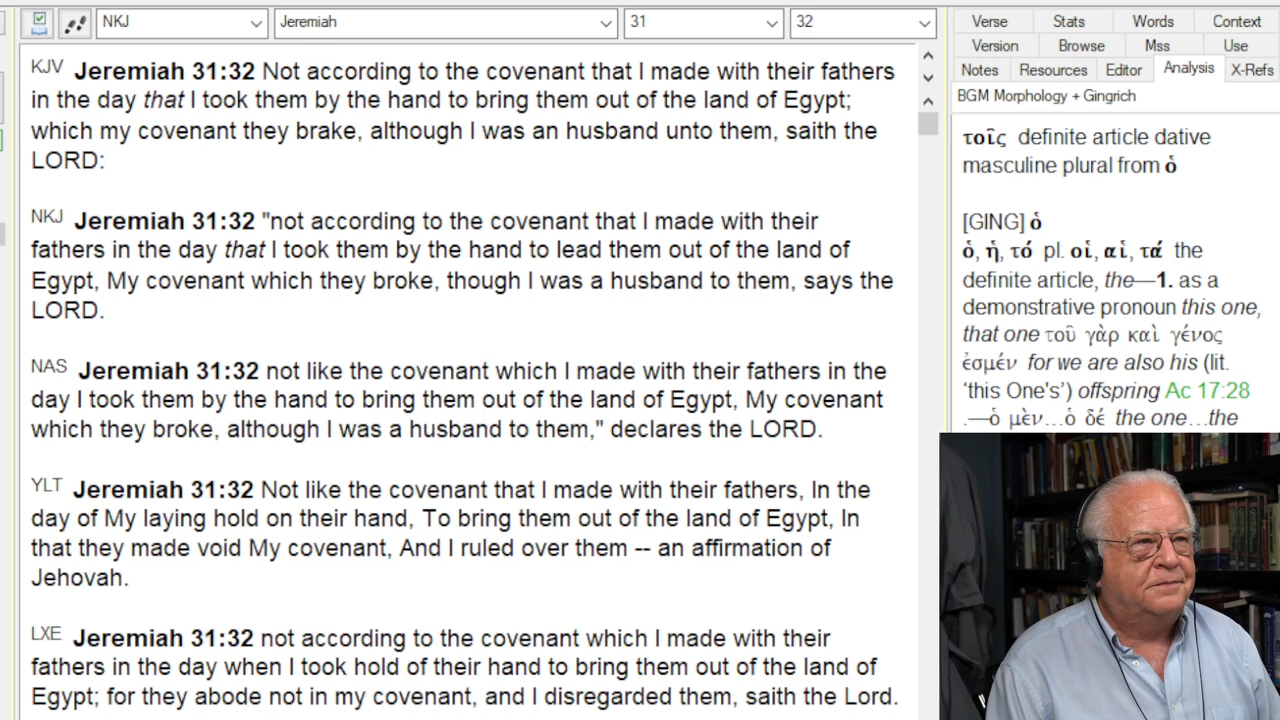 NKJ
Jeremiah
31
32
KJV Jeremiah 31:32 Not according to the covenant that I made with their fathers
in the day that I took them by the hand to bring them out of the land of Egypt;
which my covenant they brake, although I was an husband unto them, saith the
LORD:
NKJ Jeremiah 31:32 "not according to the covenant that I made with their
fathers in the day that I took them by the hand to lead them out of the land of
Egypt, My covenant which they broke, though I was a husband to them, says the
LORD.
NAS Jeremiah 31:32 not like the covenant which I made with their fathers in the
day I took them by the hand to bring them out of the land of Egypt, My covenant
which they broke, although I was a husband to them," declares the LORD.
YLT Jeremiah 31:32 Not like the covenant that I made with their fathers, In the
day of My laying hold on their hand, To bring them out of the land of Egypt, In
that they made void My covenant, And I ruled over them -- an affirmation of
Jehovah.
LXE Jeremiah 31:32 not according to the covenant which I made with their
fathers in the day when I took hold of their hand to bring them out of the land of
Egypt; for they abode not in my covenant, and I disregarded them, saith the Lord.
Verse Stats Words Context
Version Browse Mss Use
Notes Resources Editor Analysis X-Refs
BGM Morphology + Gingrich
τοῖς definite article dative
masculine plural from ὁ
[GING] ὁ
ὁ, ἡ, τό pl. οἱ, αἱ, τά the
definite article, the—1. as a
demonstrative pronoun this one,
that one τοῦ γὰρ καὶ γένος
ἐσμέν for we are also his (lit.
‘this One's’) offspring Ac 17:28
.—ὁ μὲν…ὁ δέ the one…the